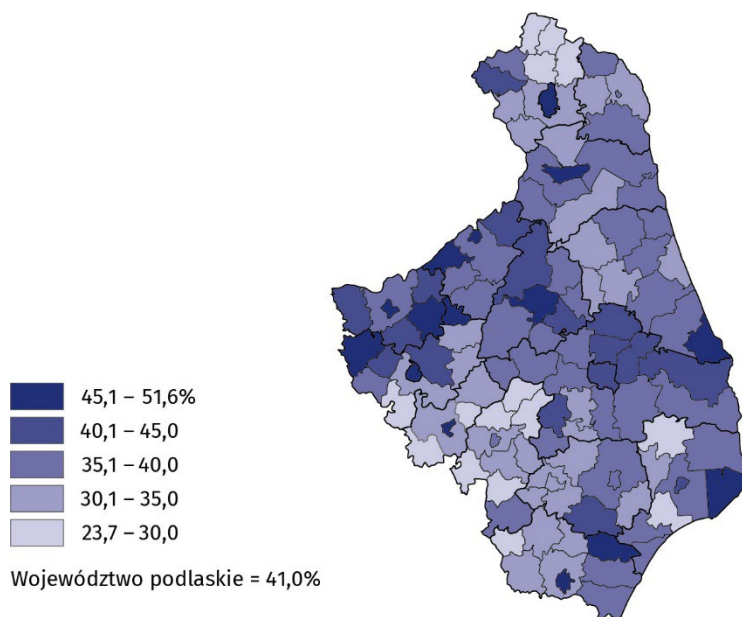 45,1 – 51,6%
40,1 – 45,0
35,1 – 40,0
30,1 – 35,0
23,7 – 30,0
Województwo podlaskie = 41,0%